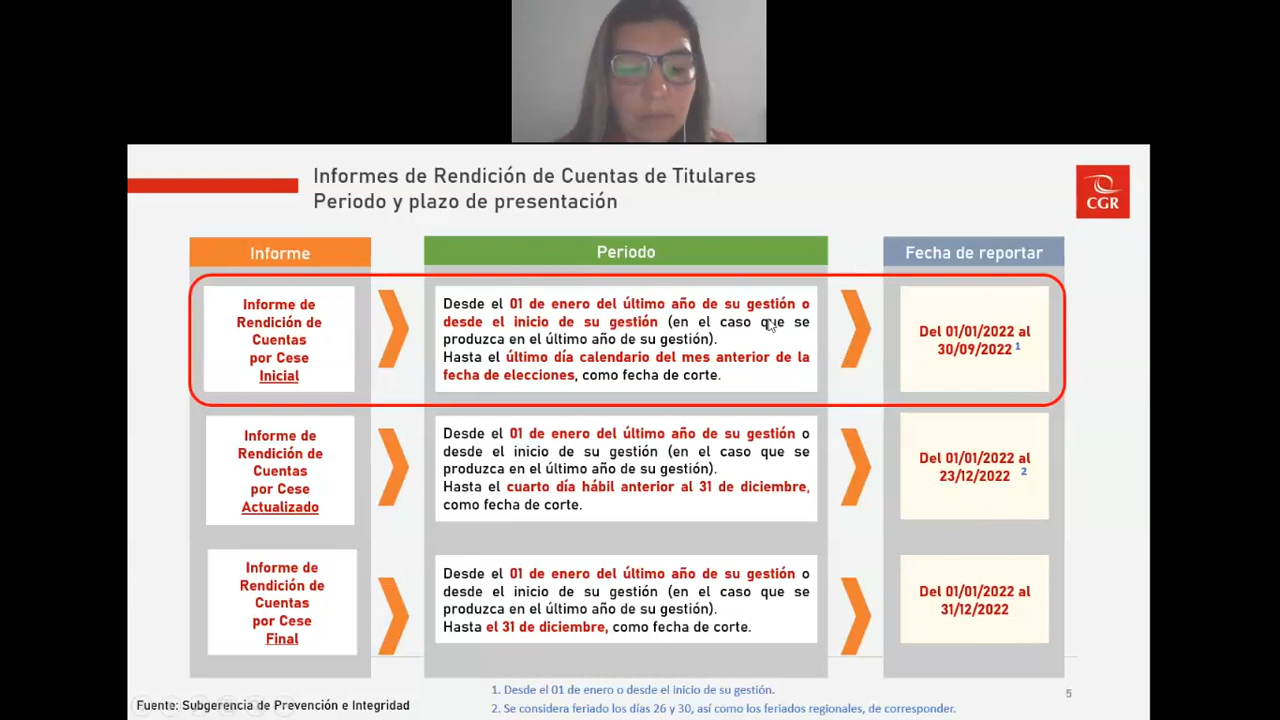 Informes de Rendición de Cuentas de Titulares
Periodo y plazo de presentación
CGR
Informe
Periodo
Fecha de reportar
Informe de
Rendición de
Cuentas
por Cese
Inicial
Desde el 01 de enero del último año de su gestión o
desde el inicio de su gestión (en el caso que se
produzca en el último año de su gestión).
Hasta el último día calendario del mes anterior de la
fecha de elecciones, como fecha de corte.
Del 01/01/2022 al
30/09/2022 1
Informe de
Rendición de
Cuentas
por Cese
Actualizado
Desde el 01 de enero del último año de su gestión o
desde el inicio de su gestión (en el caso que se
produzca en el último año de su gestión).
Hasta el cuarto día hábil anterior al 31 de diciembre,
como fecha de corte.
Del 01/01/2022 al
23/12/2022 2
Informe de
Rendición de
Cuentas
por Cese
Final
Desde el 01 de enero del último año de su gestión o
desde el inicio de su gestión (en el caso que se
produzca en el último año de su gestión).
Hasta el 31 de diciembre, como fecha de corte.
Del 01/01/2022 al
31/12/2022
1. Desde el 01 de enero o desde el inicio de su gestión.
5
Fuente: Subgerencia de Prevención e Integridad
2. Se considera feriado los días 26 y 30, así como los feriados regionales, de corresponder.